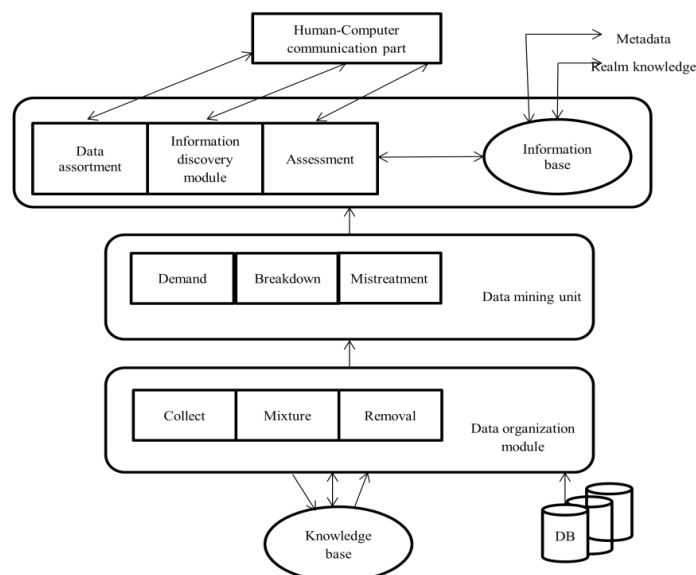 Human-Computer
communication part
Metadata
Realm knowledge
Data
assortment
Information
discovery
module
Assessment
Information
base
Demand
Breakdown
Mistreatment
Data mining unit
Collect
Mixture
Removal
Data organization
module
Knowledge
base
DB